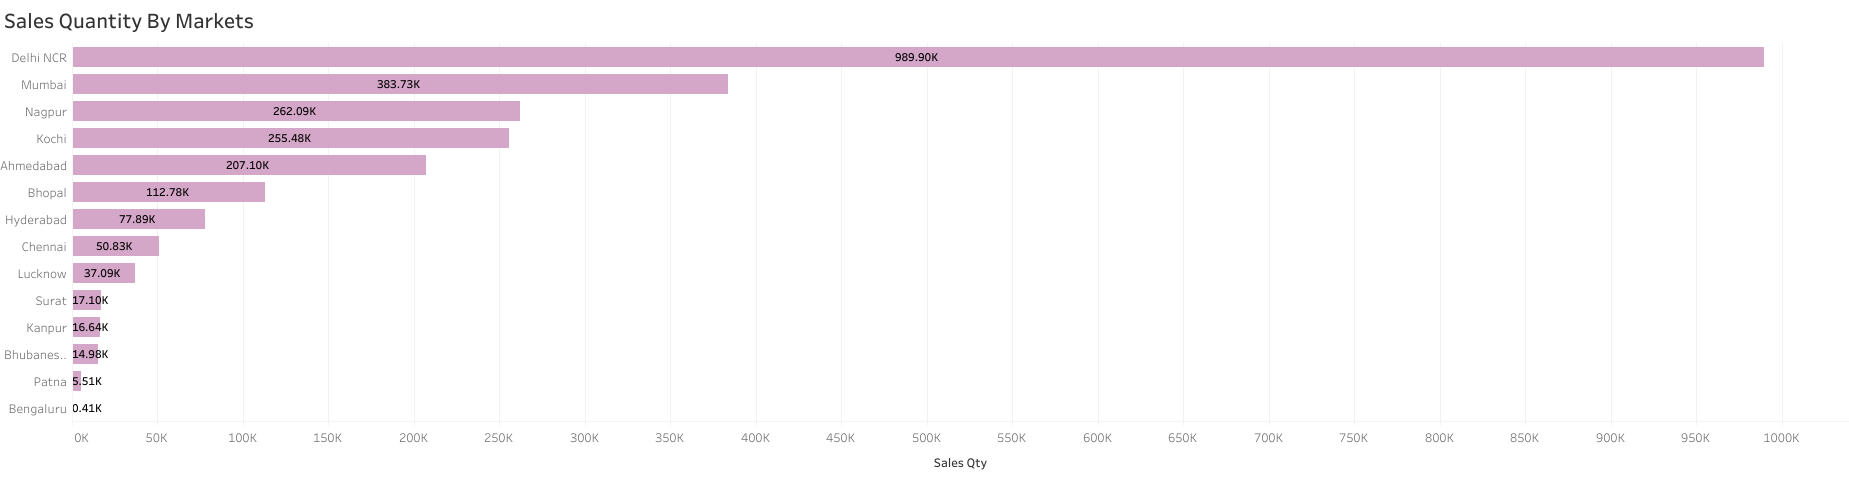 Sales Quantity By Markets
Delhi NCR 989.90K
Mumbai 383.73K
Nagpur 262.09K
Kochi 255.48K
Ahmedabad 207.10K
Bhopal 112.78K
Hyderabad 77.89K
Chennai 50.83K
Lucknow 37.09K
Surat 17.10K
Kanpur 16.64K
Bhubanes.. 14.98K
Patna 5.51K
Bengaluru 0.41K
0K 50K 100K 150K 200K 250K 300K 350K 400K 450K 500K 550K 600K 650K 700K 750K 800K 850K 900K 950K 1000K
Sales Qty